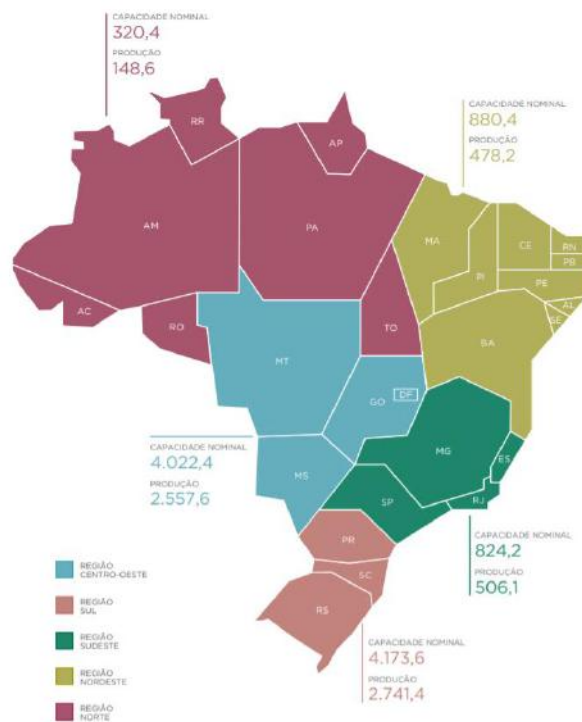 CAPACIDADE NOMINAL
320,4
PRODUÇÃO
148,6
CAPACIDADE NOMINAL
880,4
PRODUÇÃO
478,2
RR
AP
AM
PA
MA
CE
RN
PB
PI
PE
AL
SE
AC
RO
TO
BA
MT
GO
DF
CAPACIDADE NOMINAL
4.022,4
PRODUÇÃO
2.557,6
MS
MG
ES
SP
RJ
PR
SC
RS
CAPACIDADE NOMINAL
824,2
PRODUÇÃO
506,1
CAPACIDADE NOMINAL
4.173,6
PRODUÇÃO
2.741,4
REGIÃO
CENTRO-OESTE
REGIÃO
SUL
REGIÃO
SUDESTE
REGIÃO
NORDESTE
REGIÃO
NORTE